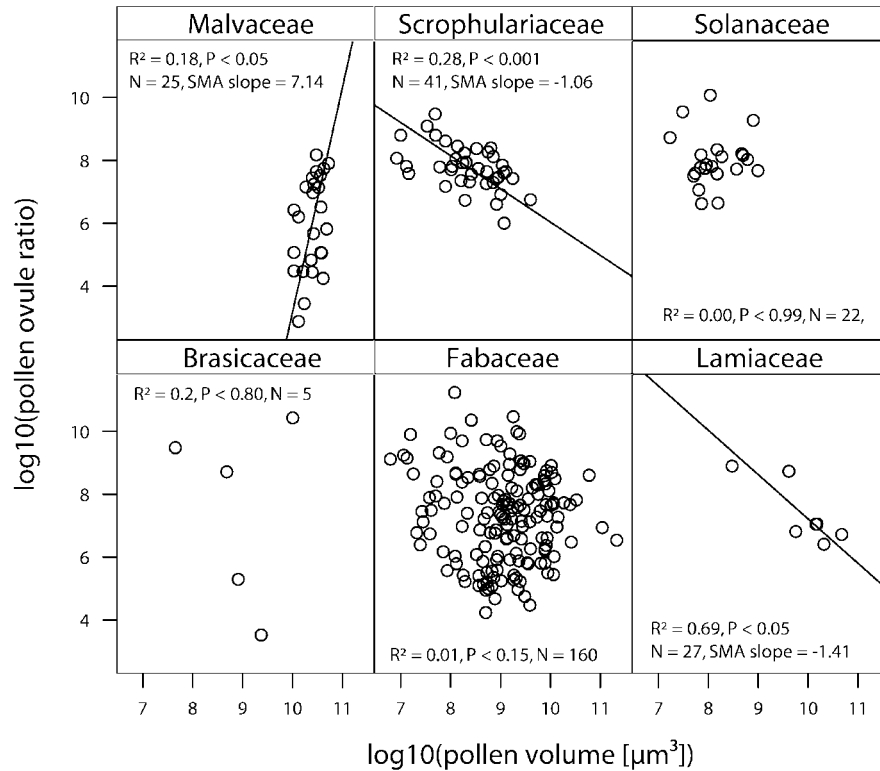 Malvaceae
R² = 0.18, P < 0.05
N = 25, SMA slope = 7.14
Scrophulariaceae
R² = 0.28, P < 0.001
N = 41, SMA slope = -1.06
Solanaceae
R² = 0.00, P < 0.99, N = 22,
Brasicaceae
R² = 0.2, P < 0.80, N = 5
Fabaceae
R² = 0.01, P < 0.15, N = 160
Lamiaceae
R² = 0.69, P < 0.05
N = 27, SMA slope = -1.41
log10(pollen ovule ratio)
10
8
6
4
10
8
6
4
7 8 9 10 11
7 8 9 10 11
7 8 9 10 11
log10(pollen volume [µm³])